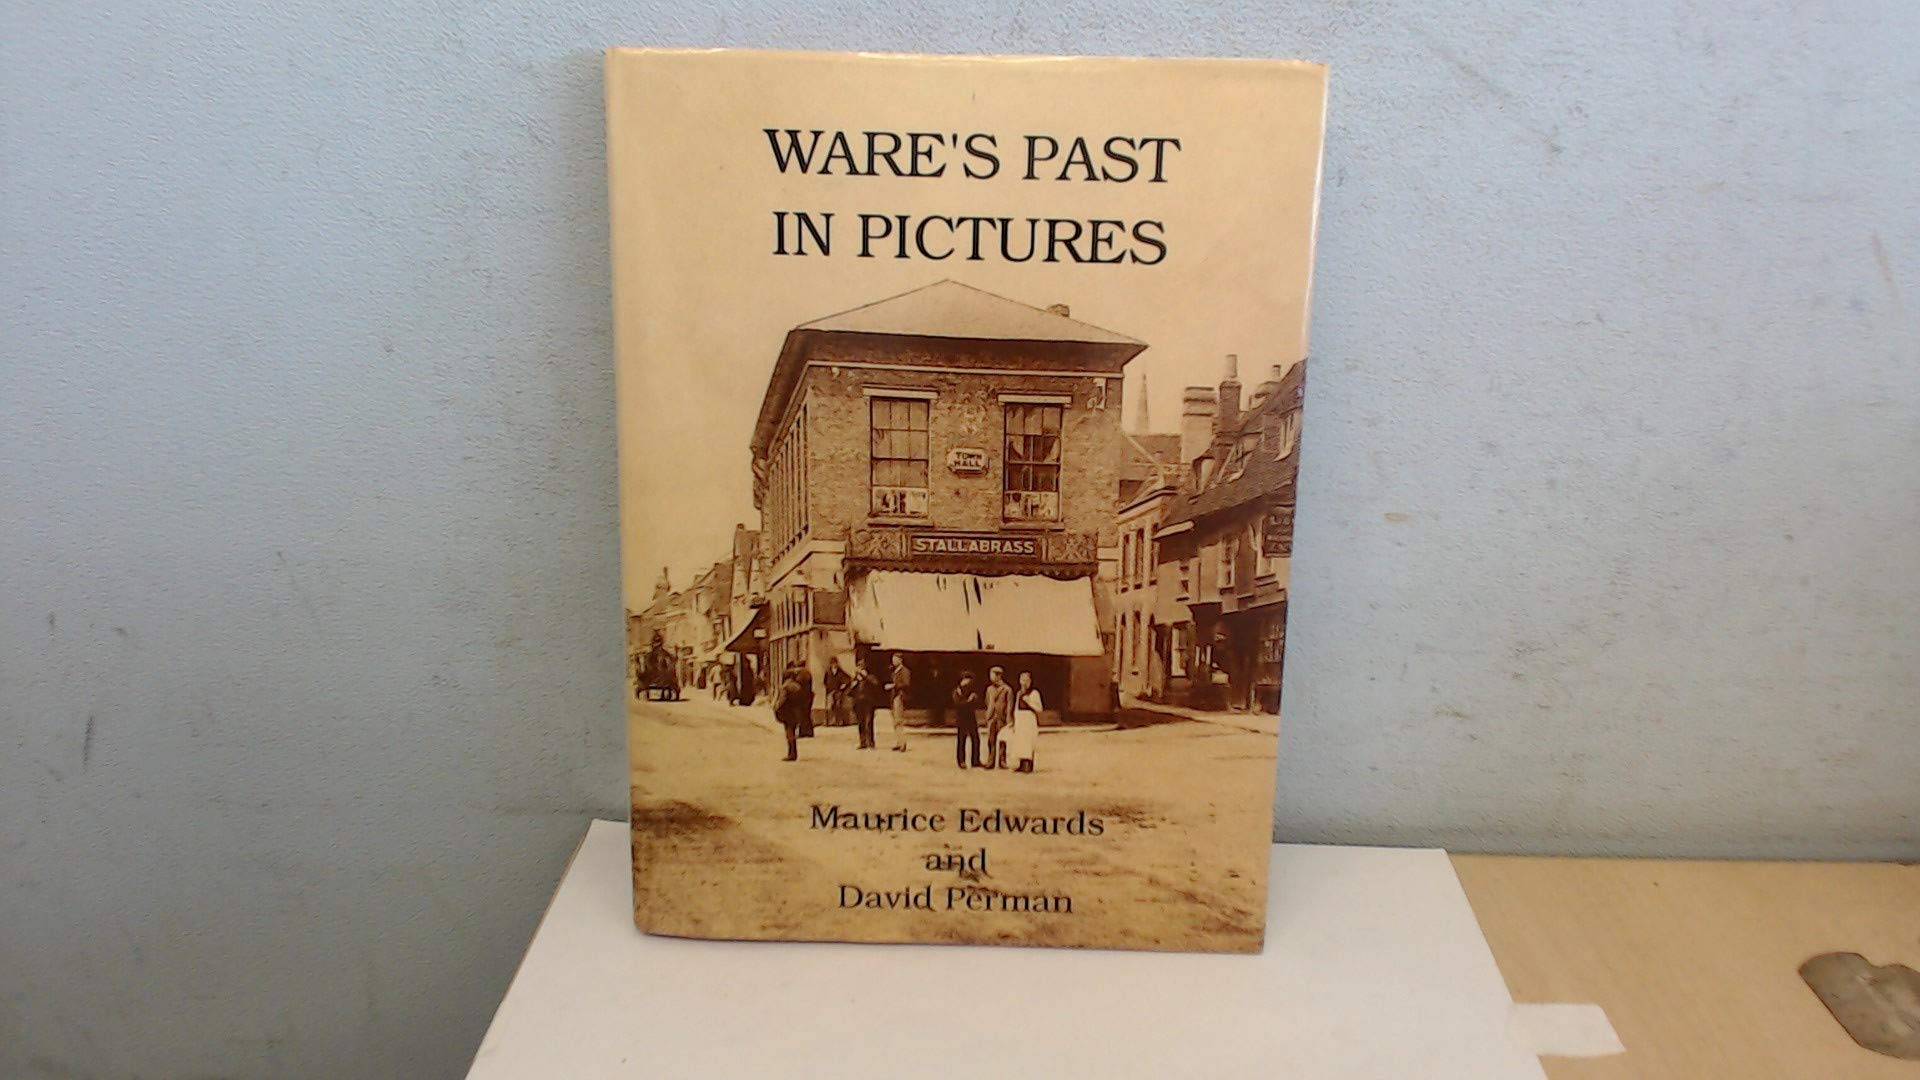 WARE'S PAST
IN PICTURES
TOWN
HALL
STALLABRASS
Maurice Edwards
and
David Perman